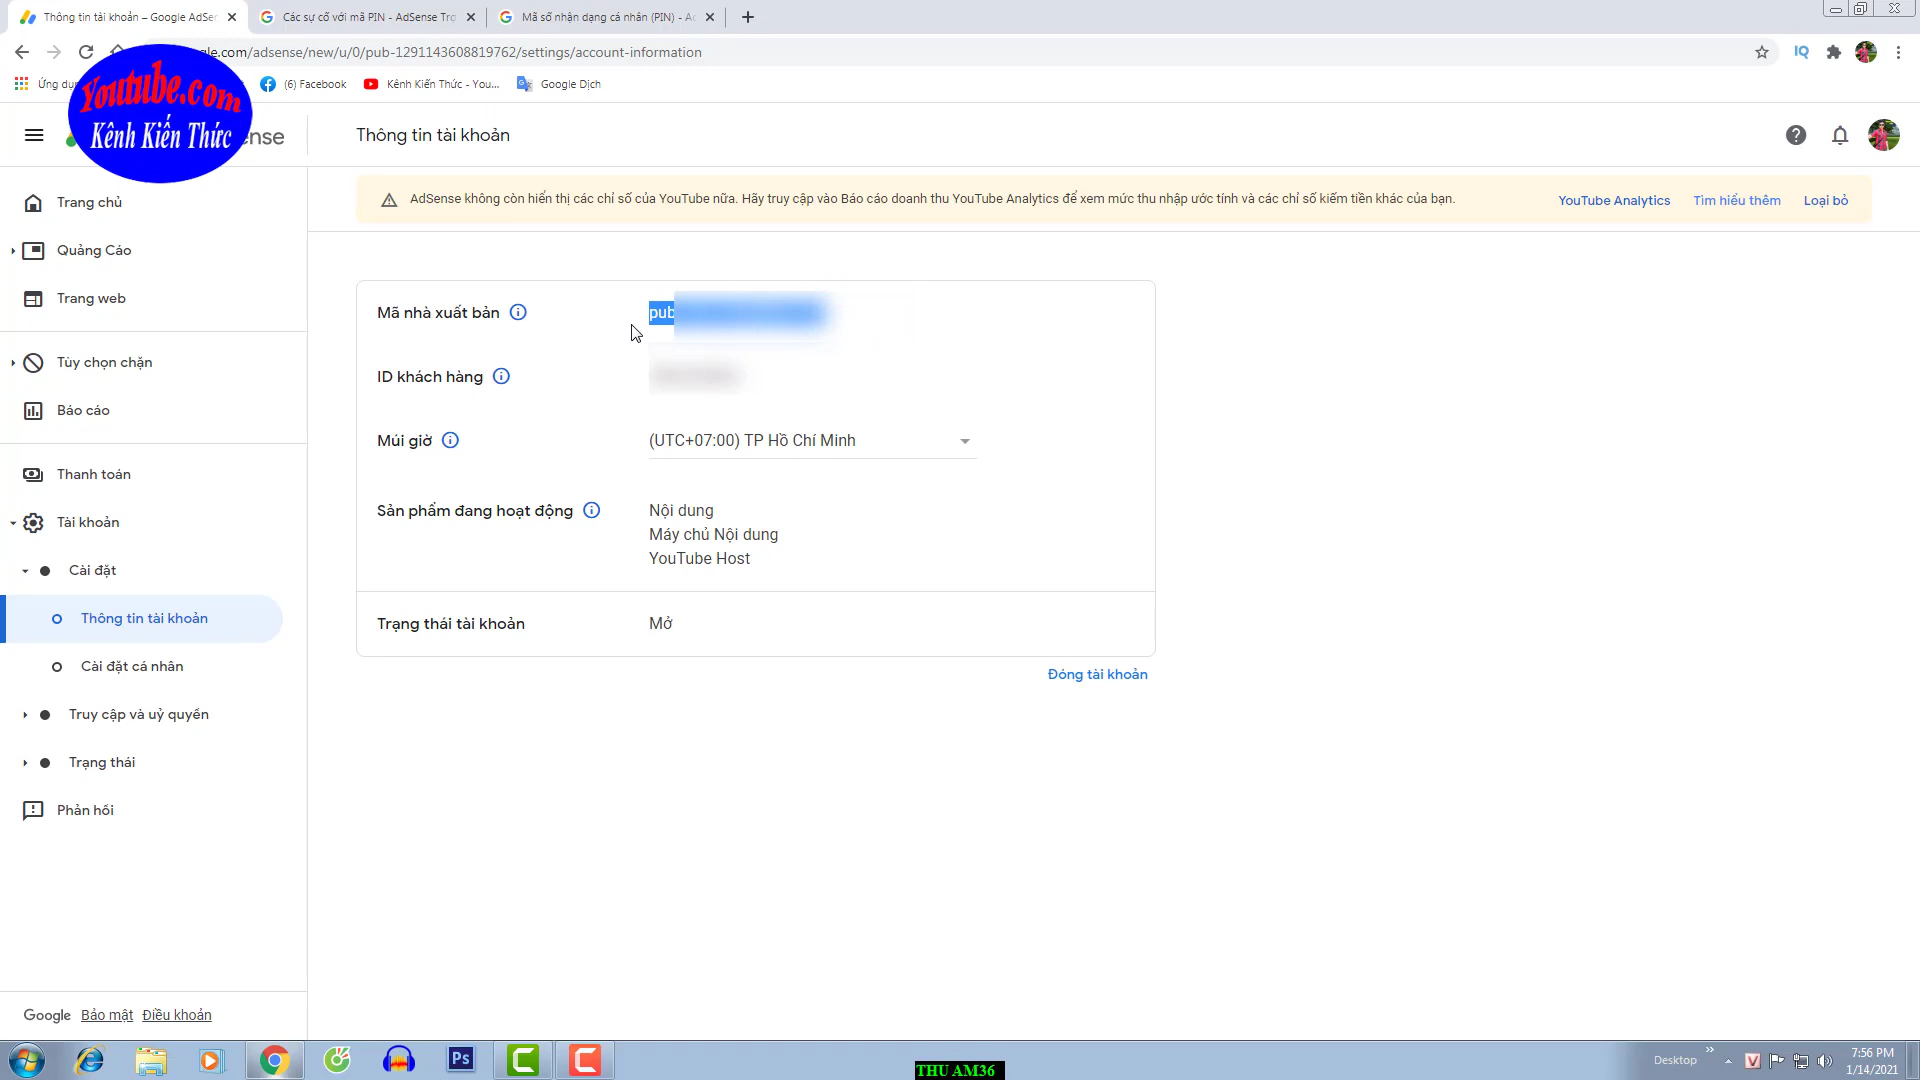 Thông tin tài khoản – Google AdSe
Các sự cố với mã PIN - AdSense Trợ
Mã số nhận dạng cá nhân (PIN) - Ad
gle.com/adsense/new/u/0/pub-1291143608819762/settings/account-information
Ứng dụ
(6) Facebook
Kênh Kiến Thức - You...
Google Dịch
Youtube.com
Kênh Kiến Thức
ense
Thông tin tài khoản
Trang chủ
Quảng Cáo
Trang web
Tùy chọn chặn
Báo cáo
Thanh toán
Tài khoản
Cài đặt
Thông tin tài khoản
Cài đặt cá nhân
Truy cập và uỷ quyền
Trạng thái
Phản hồi
Google Bảo mật Điều khoản
AdSense không còn hiển thị các chỉ số của YouTube nữa. Hãy truy cập vào Báo cáo doanh thu YouTube Analytics để xem mức thu nhập ước tính và các chỉ số kiếm tiền khác của bạn.
YouTube Analytics
Tìm hiểu thêm
Loại bỏ
Mã nhà xuất bản
pub
ID khách hàng
Múi giờ
(UTC+07:00) TP Hồ Chí Minh
Sản phẩm đang hoạt động
Nội dung
Máy chủ Nội dung
YouTube Host
Trạng thái tài khoản
Mở
Đóng tài khoản
THU AM36
Desktop
7:56 PM
1/14/2021